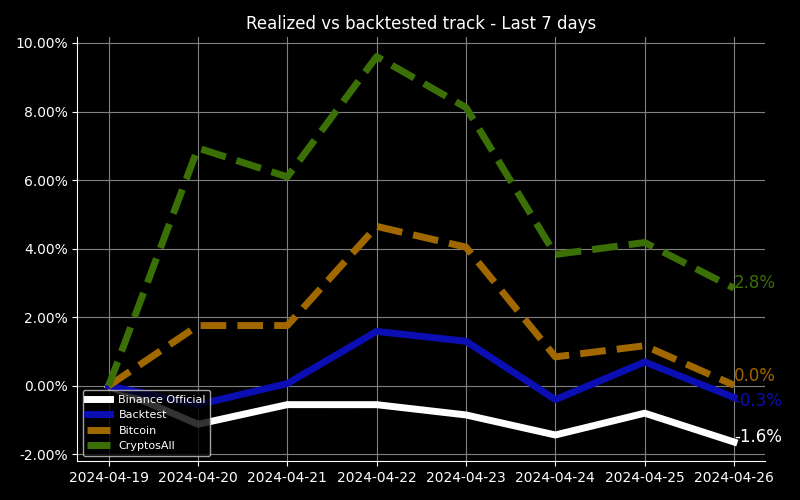 Realized vs backtested track - Last 7 days
10.00%
8.00%
6.00%
4.00%
2.00%
0.00%
-2.00%
2.8%
0.0%
-0.3%
-1.6%
Binance Official
Backtest
Bitcoin
CryptosAll
2024-04-19 2024-04-20 2024-04-21 2024-04-22 2024-04-23 2024-04-24 2024-04-25 2024-04-26